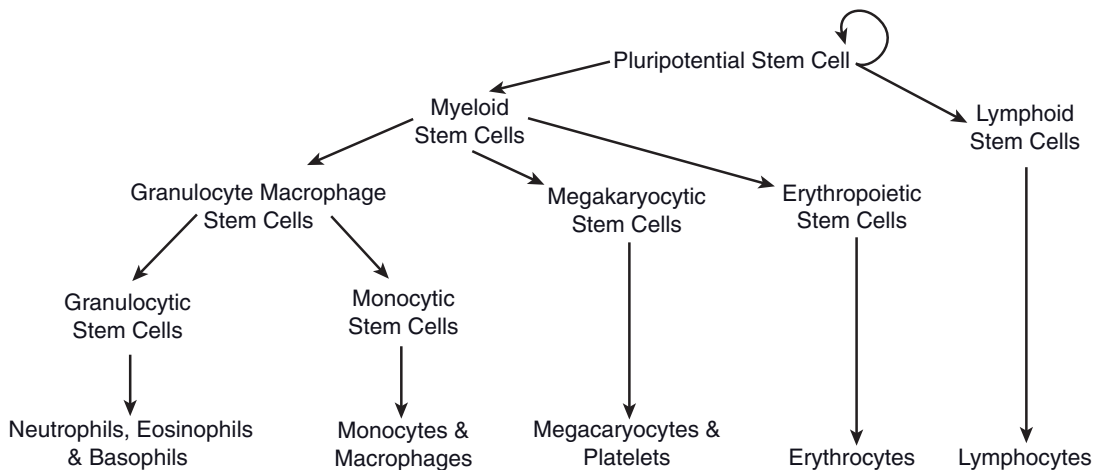 Pluripotential Stem Cell
Myeloid
Stem Cells
Lymphoid
Stem Cells
Granulocyte Macrophage
Stem Cells
Megakaryocytic
Stem Cells
Erythropoietic
Stem Cells
Granulocytic
Stem Cells
Monocytic
Stem Cells
Neutrophils, Eosinophils
& Basophils
Monocytes &
Macrophages
Megacaryocytes &
Platelets
Erythrocytes
Lymphocytes